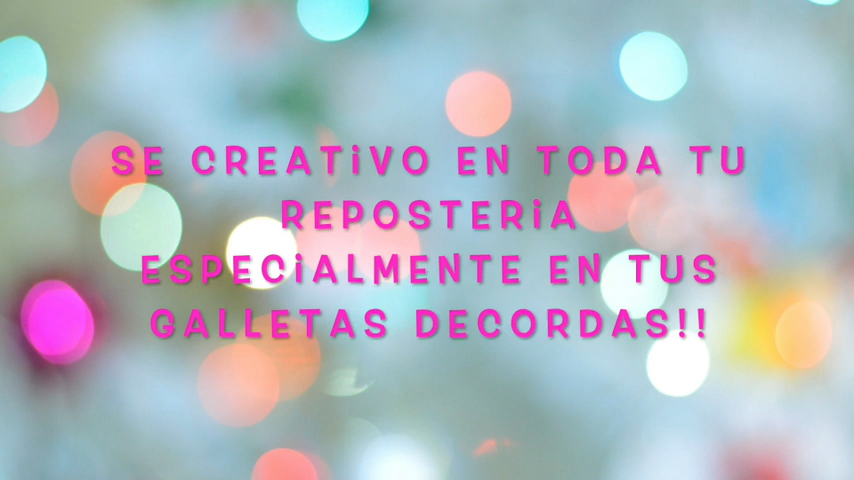 SE CREATiVO EN TODA TU
REPOSTERiA
ESPECiALMENTE EN TUS
GALLETAS DECORDAS!!